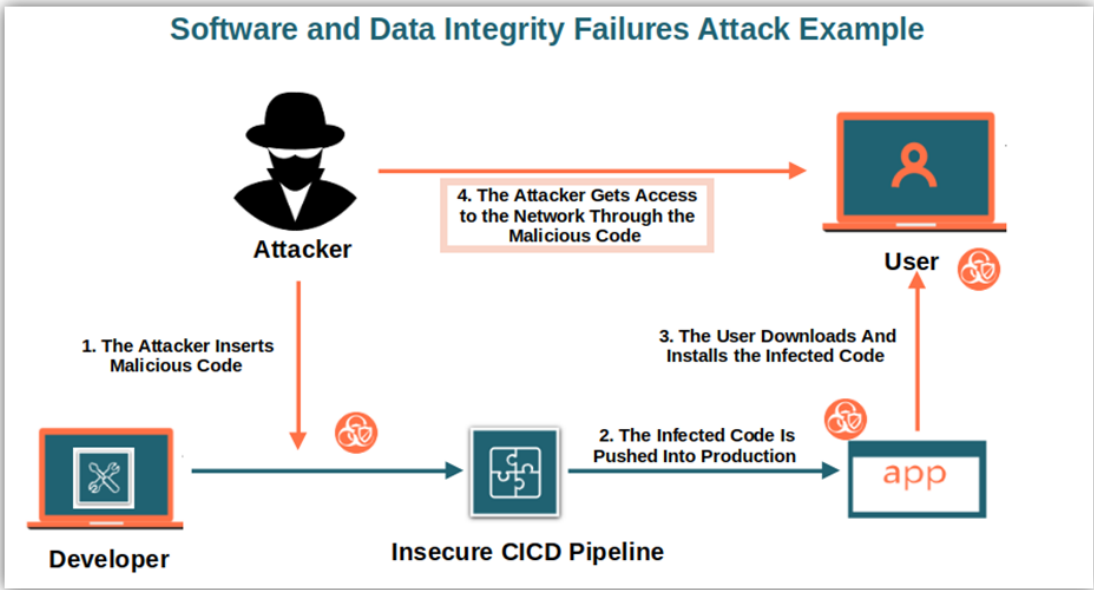 Software and Data Integrity Failures Attack Example
4. The Attacker Gets Access
to the Network Through the
Malicious Code
Attacker
User
1. The Attacker Inserts
Malicious Code
3. The User Downloads And
Installs the Infected Code
2. The Infected Code Is
Pushed Into Production
app
Developer
Insecure CICD Pipeline